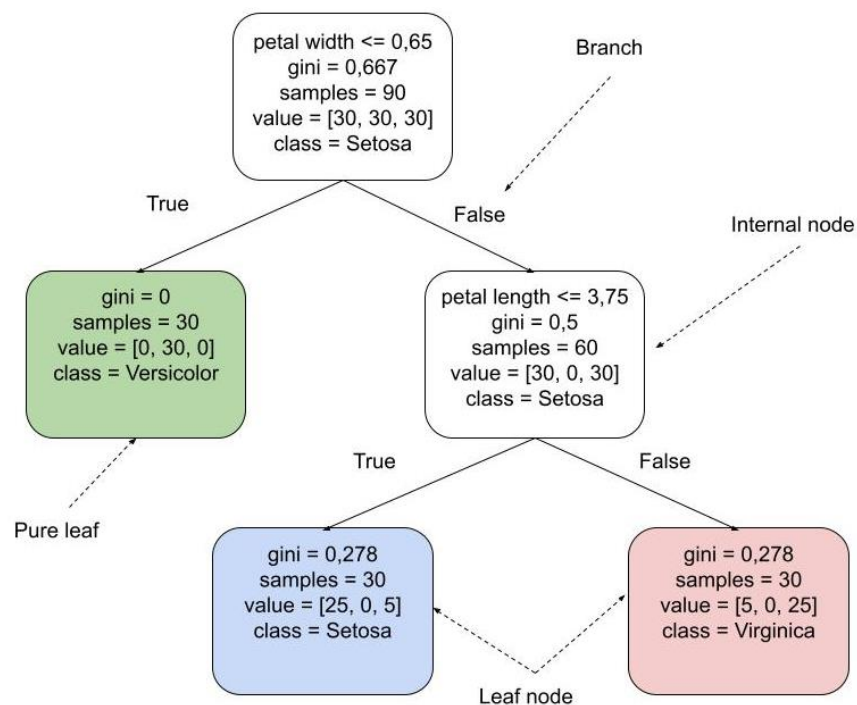 petal width <= 0,65
gini = 0,667
samples = 90
value = [30, 30, 30]
class = Setosa
Branch
True
False
Internal node
gini = 0
samples = 30
value = [0, 30, 0]
class = Versicolor
petal length <= 3,75
gini = 0,5
samples = 60
value = [30, 0, 30]
class = Setosa
Pure leaf
True
False
gini = 0,278
samples = 30
value = [25, 0, 5]
class = Setosa
gini = 0,278
samples = 30
value = [5, 0, 25]
class = Virginica
Leaf node